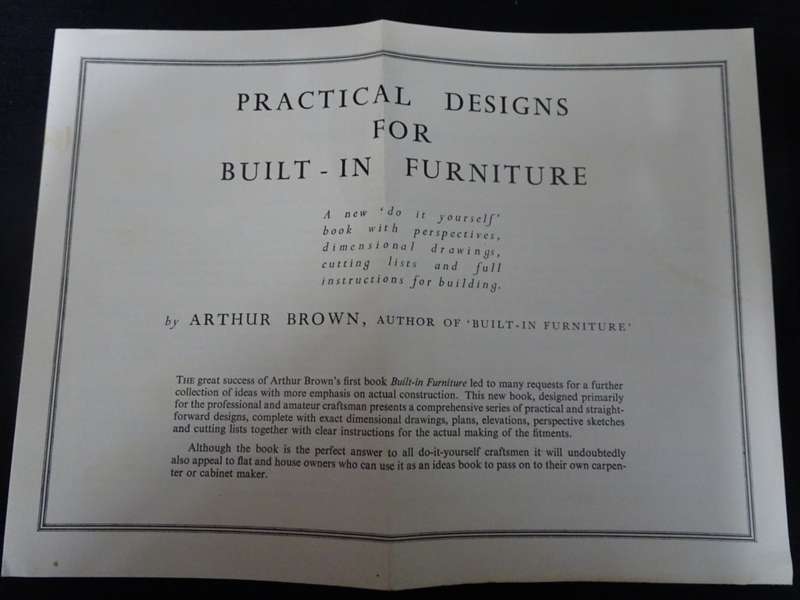 PRACTICAL DESIGNS
FOR
BUILT-IN FURNITURE
A new 'do it yourself'
book with perspectives,
dimensional drawings,
cutting lists and full
instructions for building.
by ARTHUR BROWN, AUTHOR OF 'BUILT-IN FURNITURE'
THE great success of Arthur Brown's first book Built-in Furniture led to many requests for a further
collection of ideas with more emphasis on actual construction. This new book, designed primarily
for the professional and amateur craftsman presents a comprehensive series of practical and straight-
forward designs, complete with exact dimensional drawings, plans, elevations, perspective sketches
and cutting lists together with clear instructions for the actual making of the fitments.
Although the book is the perfect answer to all do-it-yourself craftsmen it will undoubtedly
also appeal to flat and house owners who can use it as an ideas book to pass on to their own carpen-
ter or cabinet maker.